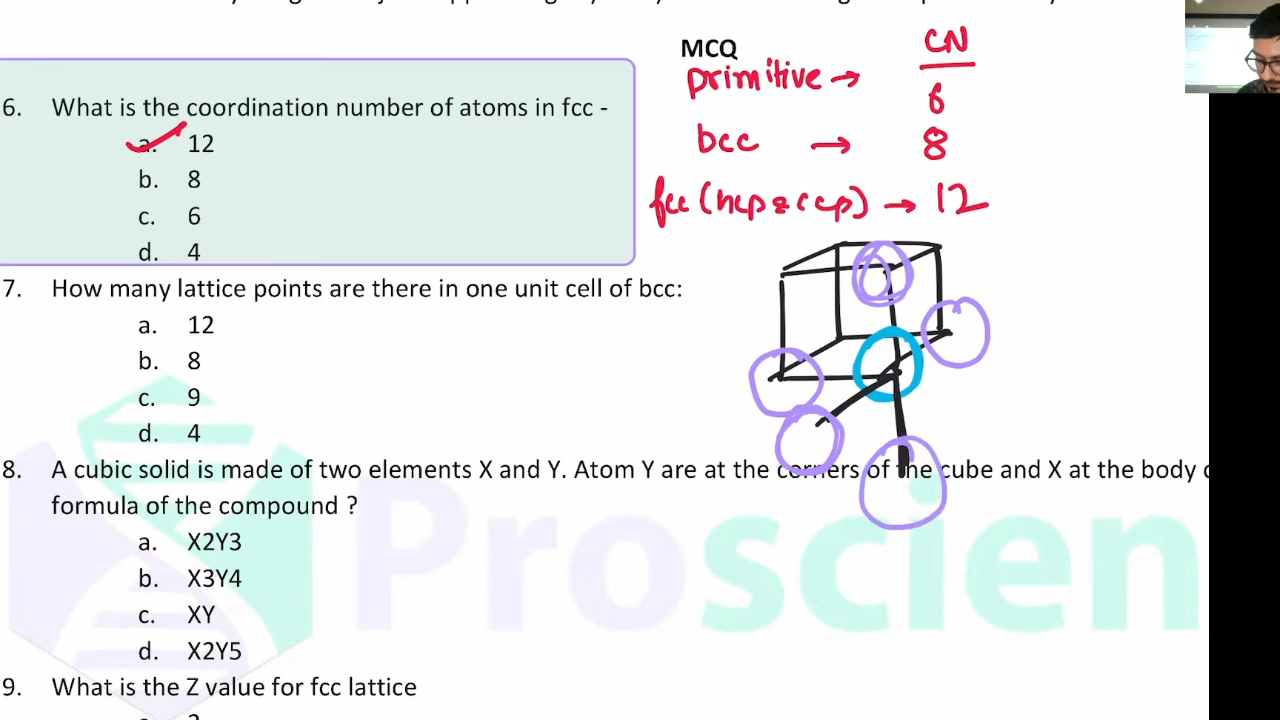 MCQ
6. What is the coordination number of atoms in fcc -
a. 12
b. 8
c. 6
d. 4
CN
primitive → 6
bcc → 8
fcc (hcp & ccp) → 12
7. How many lattice points are there in one unit cell of bcc:
a. 12
b. 8
c. 9
d. 4
8. A cubic solid is made of two elements X and Y. Atom Y are at the corners of the cube and X at the body
formula of the compound ?
a. X2Y3
b. X3Y4
c. XY
d. X2Y5
9. What is the Z value for fcc lattice
Proscien